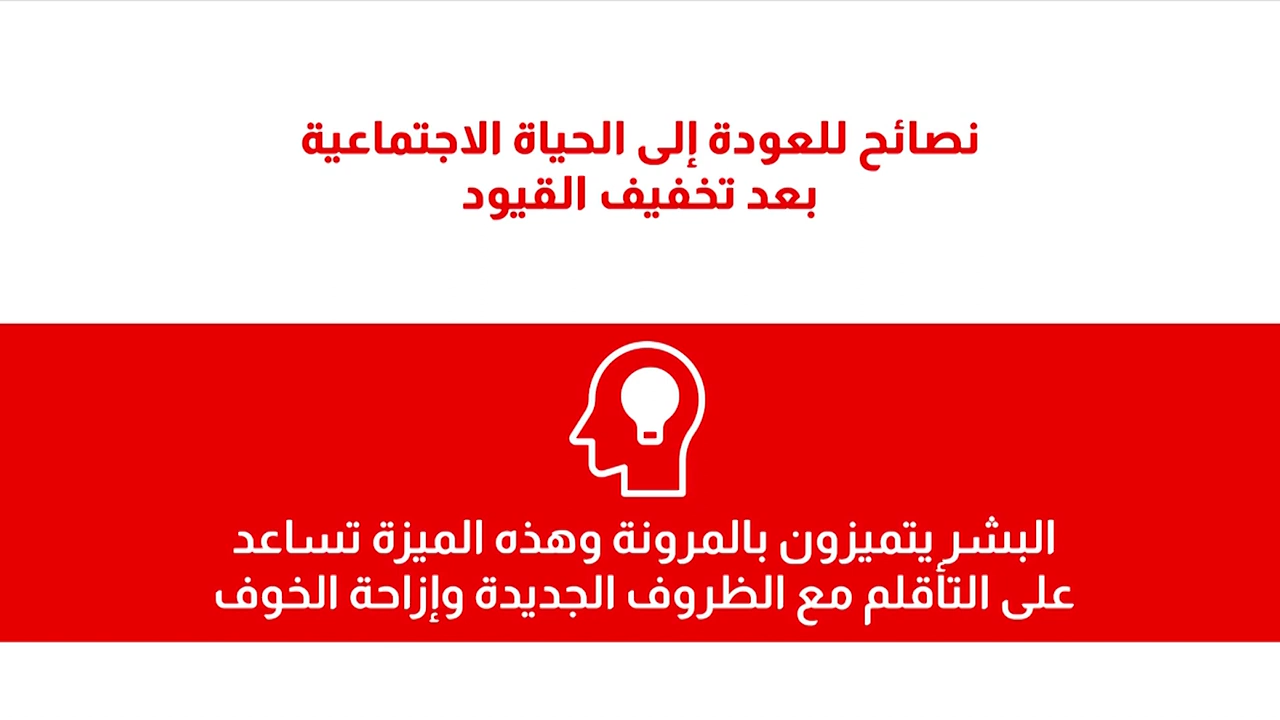 نصائح للعودة إلى الحياة الاجتماعية
بعد تخفيف القيود
البشر يتميزون بالمرونة وهذه الميزة تساعد
على التأقلم مع الظروف الجديدة وإزاحة الخوف